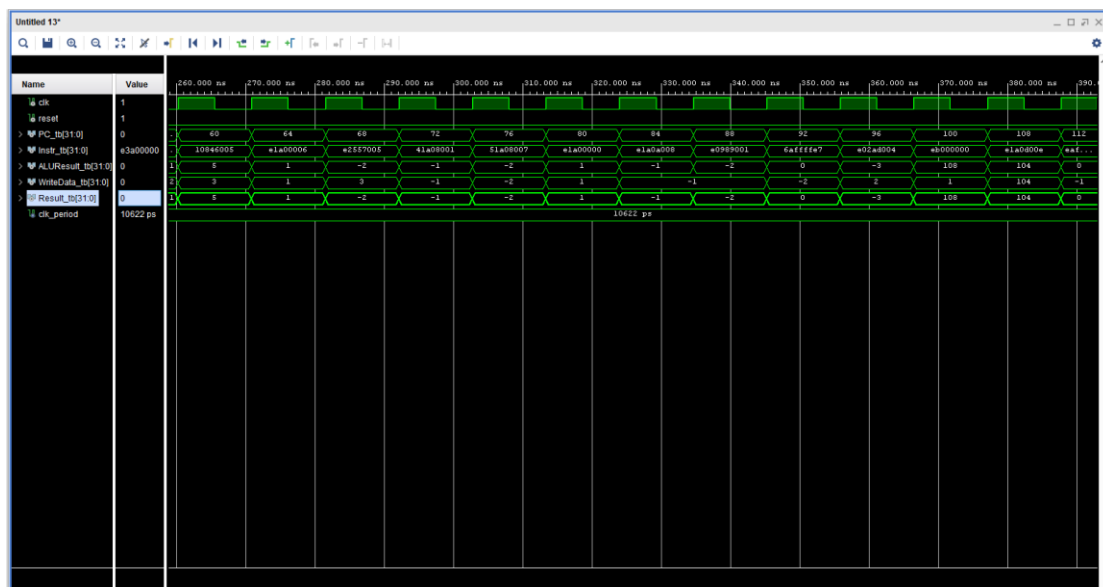 Untitled 13*
Name Value 260.000 ns 270.000 ns 280.000 ns 290.000 ns 300.000 ns 310.000 ns 320.000 ns 330.000 ns 340.000 ns 350.000 ns 360.000 ns 370.000 ns 380.000 ns 390.
clk 1
reset 1
PC_tb[31:0] 0 60 64 68 72 76 80 84 88 92 96 100 108 112
Instr_tb[31:0] e3a00000 10846005 e1a00006 e2557005 41a08001 51a08007 e1a00000 e1a0a008 e0989001 6affffe7 e02ad004 eb000000 e1a0d00e eaf...
ALUResult_tb[31:0] 0 1 5 1 -2 -1 -2 1 -1 -2 0 -3 108 104 0
WriteData_tb[31:0] 0 2 3 1 3 -1 -2 1 -1 -2 2 1 104 -1
Result_tb[31:0] 0 1 5 1 -2 -1 -2 1 -1 -2 0 -3 108 104 0
clk_period 10622 ps 10622 ps